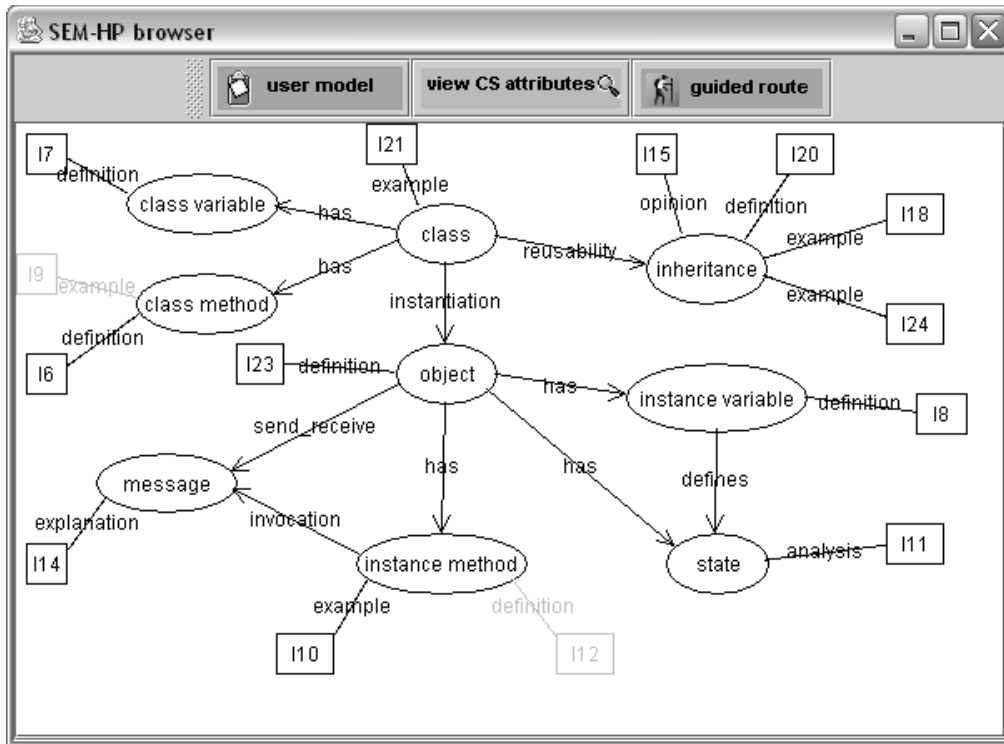 SEM-HP browser
user model
view CS attributes
guided route
I7
definition
class variable
I21
example
has
class
I15
opinion
I20
definition
I18
example
reusability
inheritance
example
I24
I9
example
has
class method
definition
I6
instantiation
I23
definition
object
has
instance variable
definition
I8
send_receive
has
has
defines
message
explanation
I14
invocation
instance method
state
analysis
I11
example
I10
definition
I12